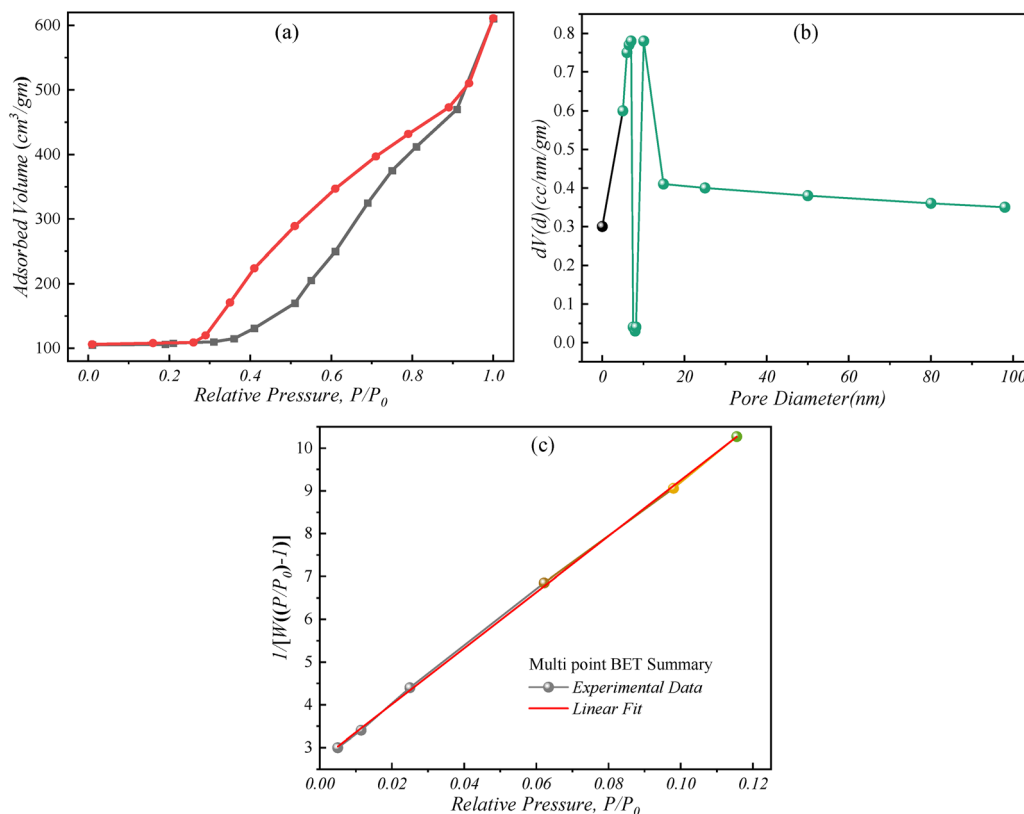 (a)
Adsorbed Volume (cm³/gm)
600
500
400
300
200
100
0.0 0.2 0.4 0.6 0.8 1.0
Relative Pressure, P/P₀
(b)
dV(d)(cc/nm/gm)
0.8
0.7
0.6
0.5
0.4
0.3
0.2
0.1
0.0
0 20 40 60 80 100
Pore Diameter(nm)
(c)
1/[W((P/P₀)-1)]
10
9
8
7
6
5
4
3
Multi point BET Summary
Experimental Data
Linear Fit
0.00 0.02 0.04 0.06 0.08 0.10 0.12
Relative Pressure, P/P₀